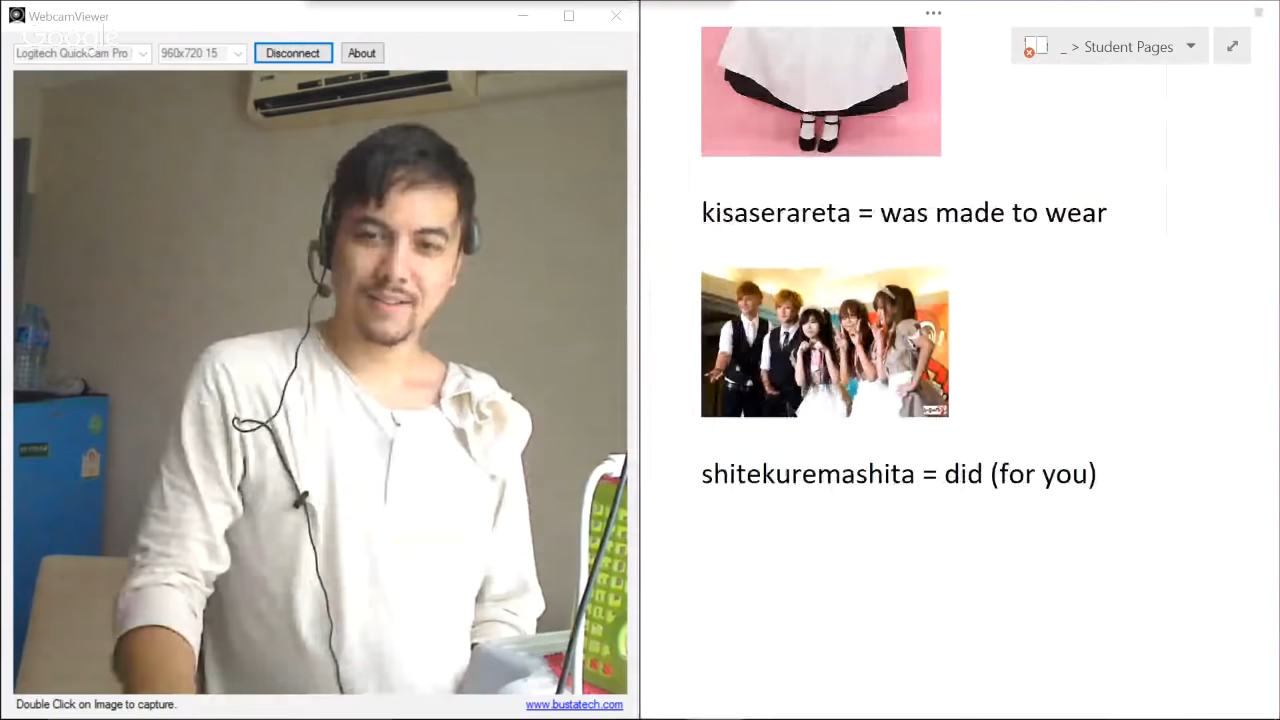 WebcamViewer
Google
Logitech QuickCam Pro
960x720 15
Disconnect
About
_ > Student Pages
kisaserareta = was made to wear
shitekuremashita = did (for you)
Double Click on Image to capture.
www.bustatech.com